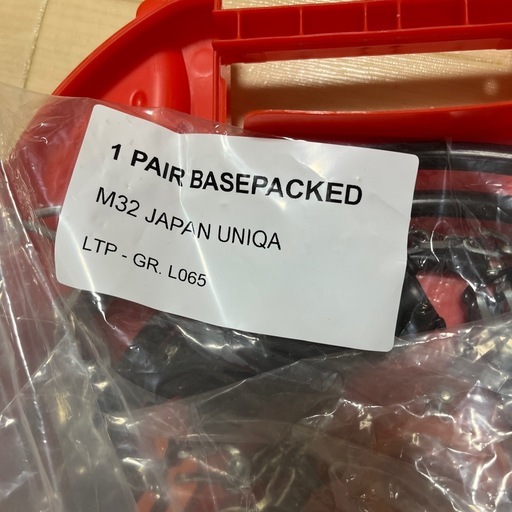 1 PAIR BASEPACKED
M32 JAPAN UNIQA
LTP - GR. L065